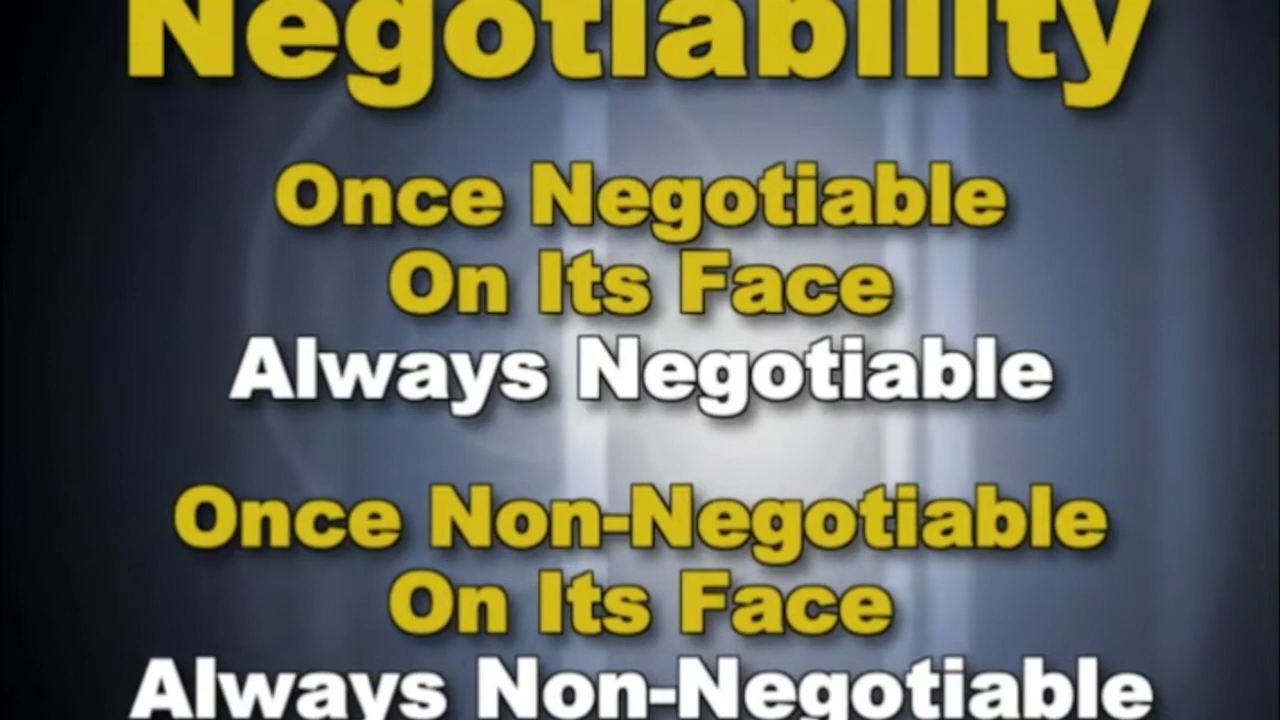 Negotiability
Once Negotiable
On Its Face
Always Negotiable
Once Non-Negotiable
On Its Face
Always Non-Negotiable